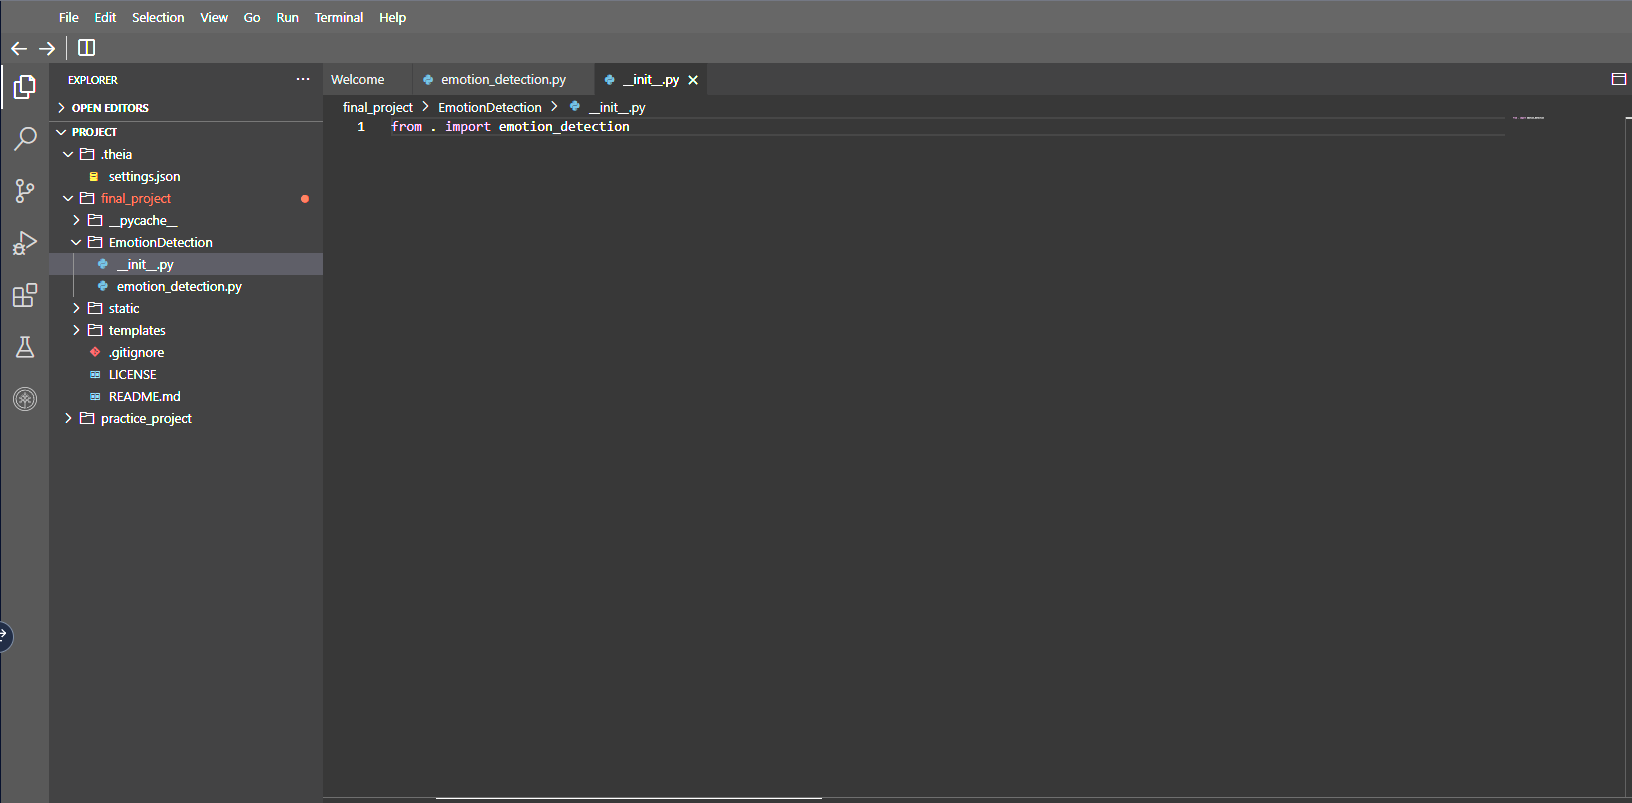 File Edit Selection View Go Run Terminal Help
EXPLORER
OPEN EDITORS
PROJECT
.theia
settings.json
final_project
__pycache__
EmotionDetection
__init__.py
emotion_detection.py
static
templates
.gitignore
LICENSE
README.md
practice_project
Welcome emotion_detection.py __init__.py
final_project EmotionDetection __init__.py
1 from . import emotion_detection